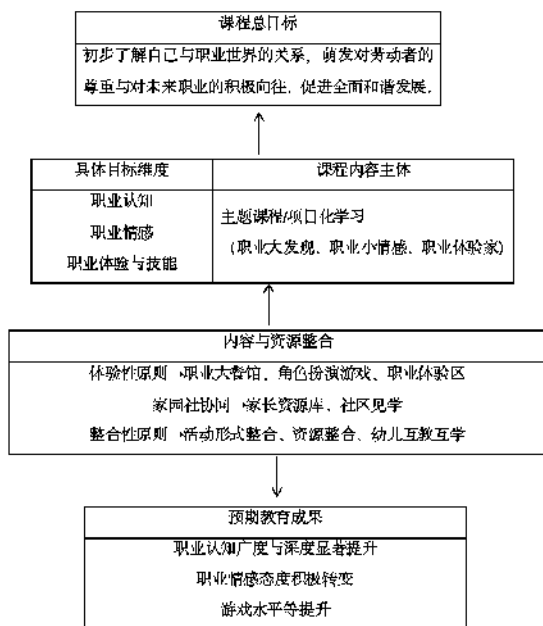 课程总目标
初步了解自己与职业世界的关系，萌发对劳动者的
尊重与对未来职业的积极向往，促进全面和谐发展。
具体目标维度
课程内容主体
职业认知
职业情感
职业体验与技能
主题课程/项目化学习
（职业大发现、职业小情感、职业体验家）
内容与资源整合
体验性原则→职业大餐馆、角色扮演游戏、职业体验区
家园社协同→家长资源库、社区见学
整合性原则→活动形式整合、资源整合、幼儿互教互学
预期教育成果
职业认知广度与深度显著提升
职业情感态度积极转变
游戏水平等提升